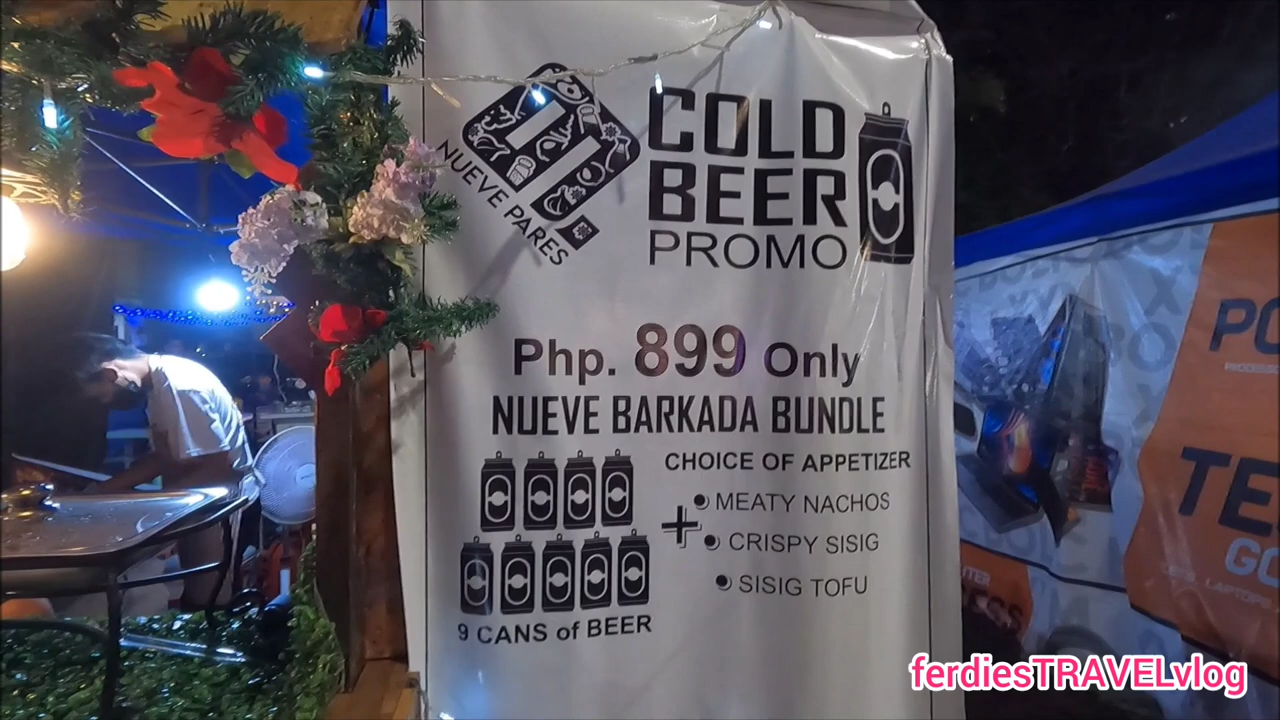 NUEVE PARES
COLD
BEER
PROMO
Php. 899 Only
NUEVE BARKADA BUNDLE
CHOICE OF APPETIZER
+
MEATY NACHOS
CRISPY SISIG
SISIG TOFU
9 CANS of BEER
ferdiesTRAVELvlog